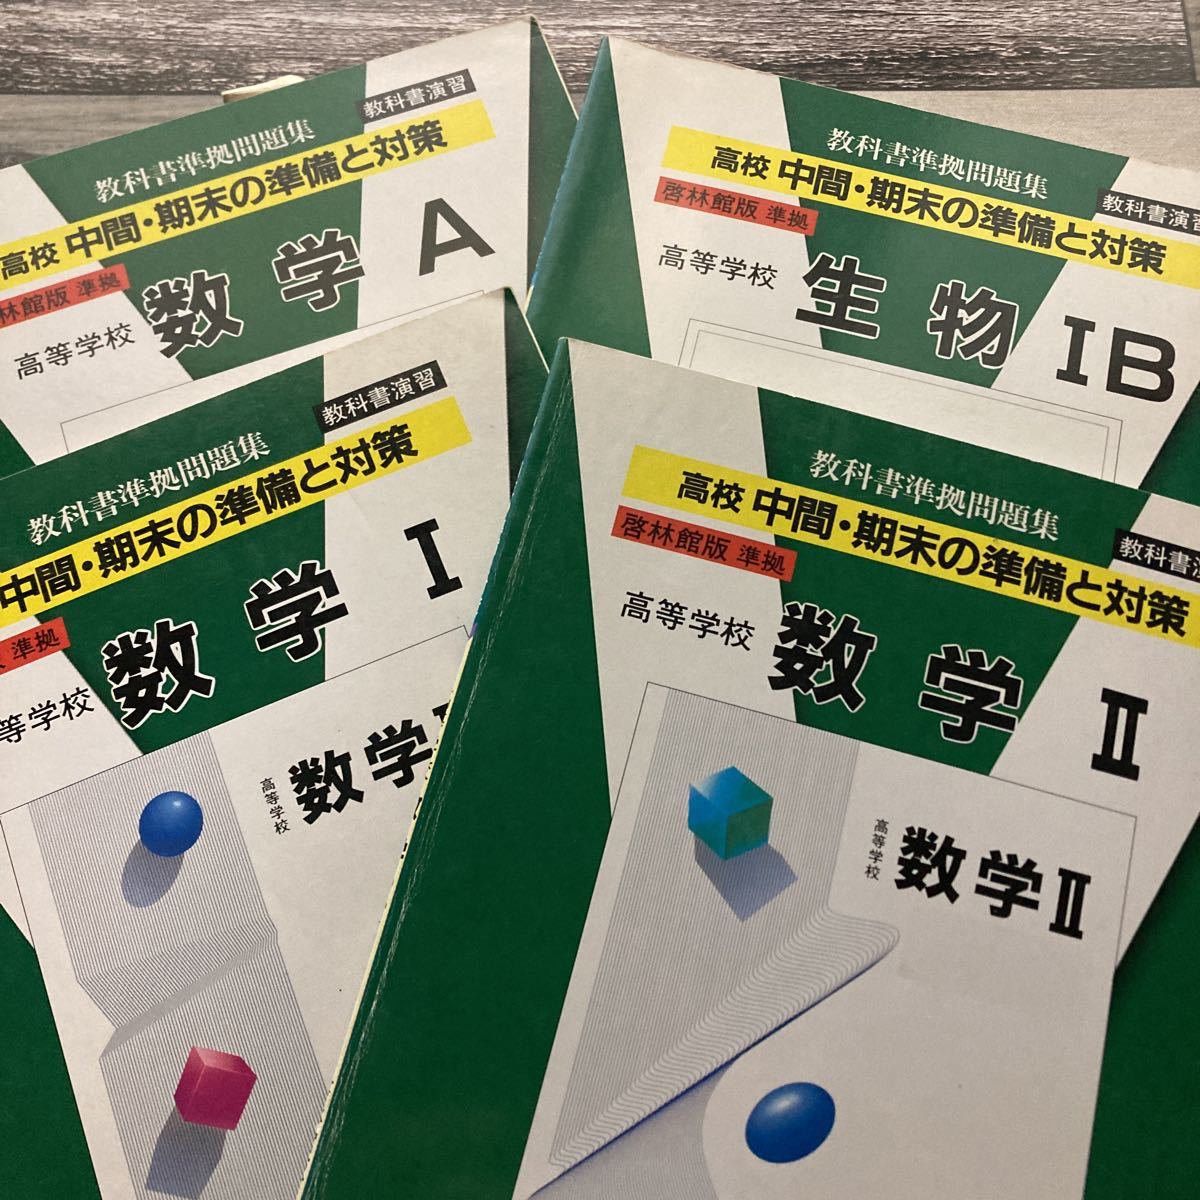 教科書演習
教科書準拠問題集
高校 中間・期末の準備と対策
林館版 準拠
高等学校
数学 A
教科書準拠問題集
教科書演習
高校 中間・期末の準備と対策
啓林館版 準拠
高等学校
生物 IB
教科書演習
教科書準拠問題集
中間・期末の準備と対策
準拠
等学校
数学 I
高等学校
数学
教科書準拠問題集
教科書演
高校 中間・期末の準備と対策
啓林館版 準拠
高等学校
数学 II
高等学校
数学II